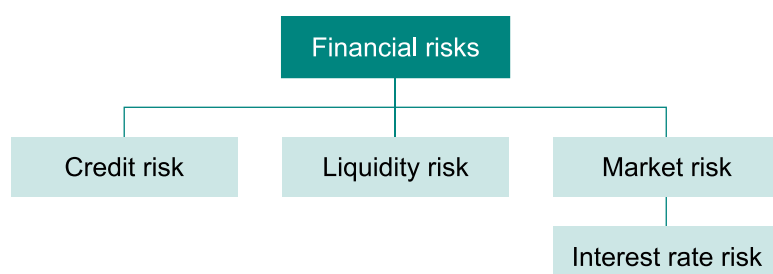 Financial risks
Credit risk
Liquidity risk
Market risk
Interest rate risk